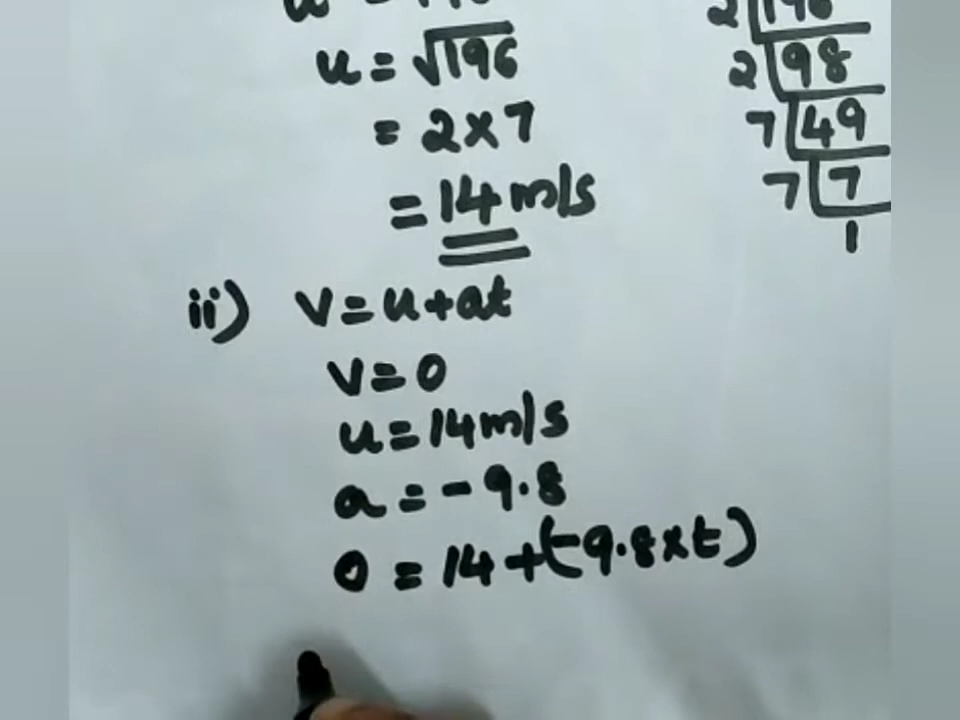 u = √196
= 2×7
= 14 m/s
2 98
7 49
7 7
1
ii) V=u+at
V=0
u=14m/s
a=-9.8
0 = 14+(-9.8×t)